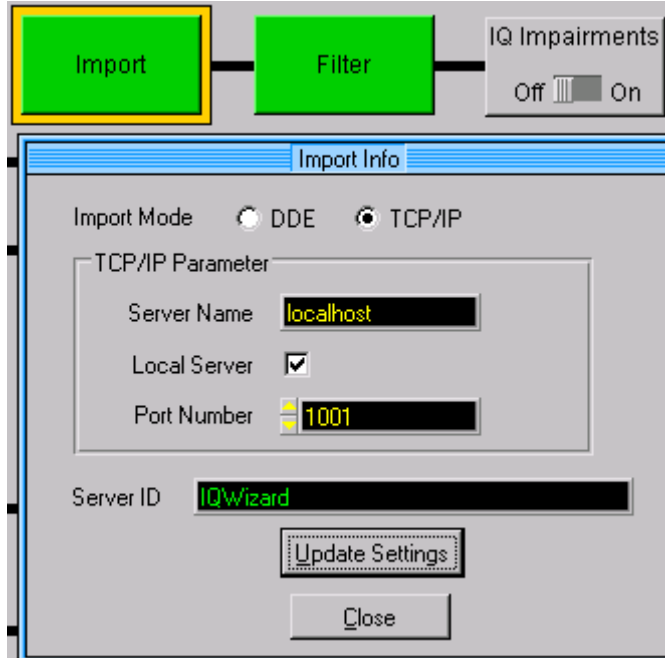 Import
Filter
IQ Impairments
Off On
Import Info
Import Mode DDE TCP/IP
TCP/IP Parameter
Server Name localhost
Local Server
Port Number 1001
Server ID IQWizard
Update Settings
Close